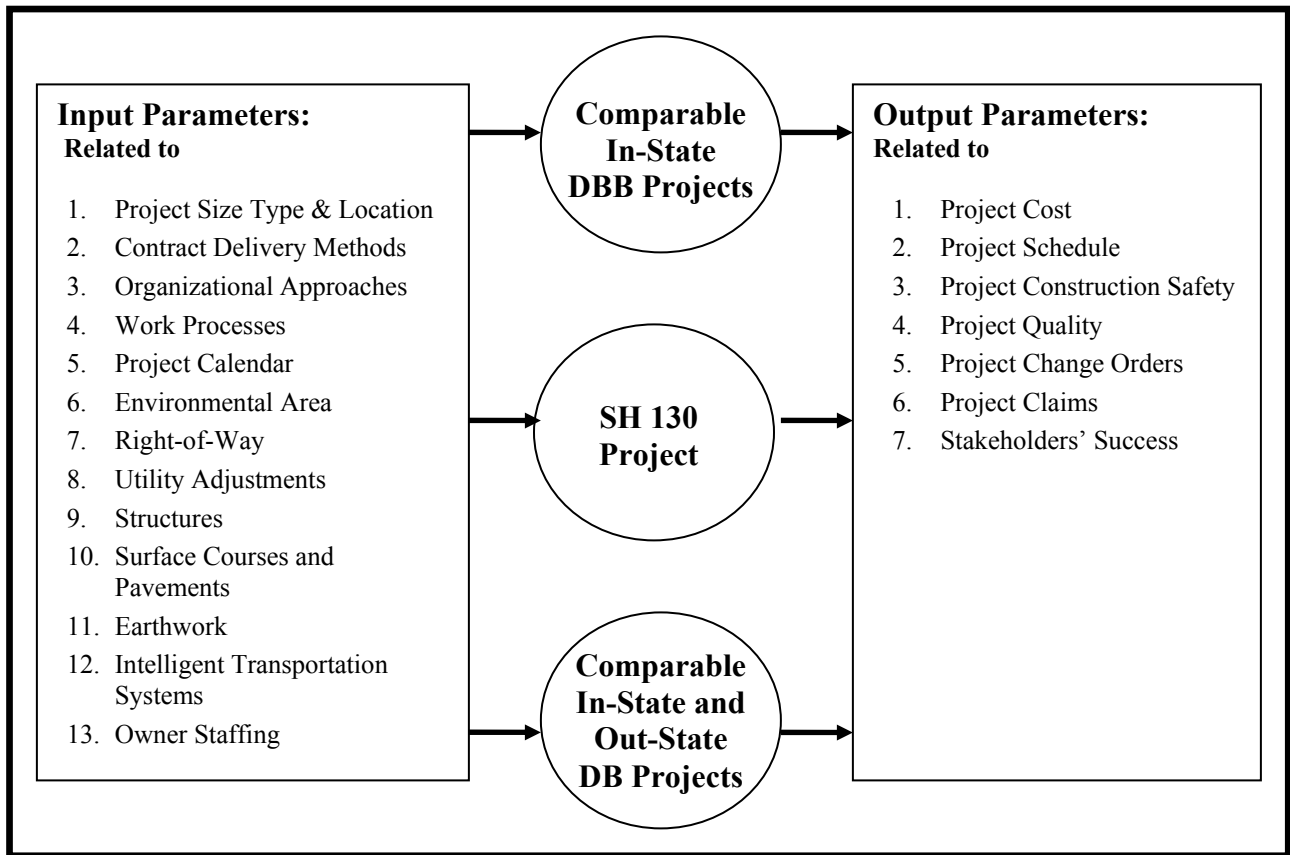 Input Parameters:
Related to
1. Project Size Type & Location
2. Contract Delivery Methods
3. Organizational Approaches
4. Work Processes
5. Project Calendar
6. Environmental Area
7. Right-of-Way
8. Utility Adjustments
9. Structures
10. Surface Courses and
Pavements
11. Earthwork
12. Intelligent Transportation
Systems
13. Owner Staffing
Comparable
In-State
DBB Projects
SH 130
Project
Comparable
In-State and
Out-State
DB Projects
Output Parameters:
Related to
1. Project Cost
2. Project Schedule
3. Project Construction Safety
4. Project Quality
5. Project Change Orders
6. Project Claims
7. Stakeholders’ Success